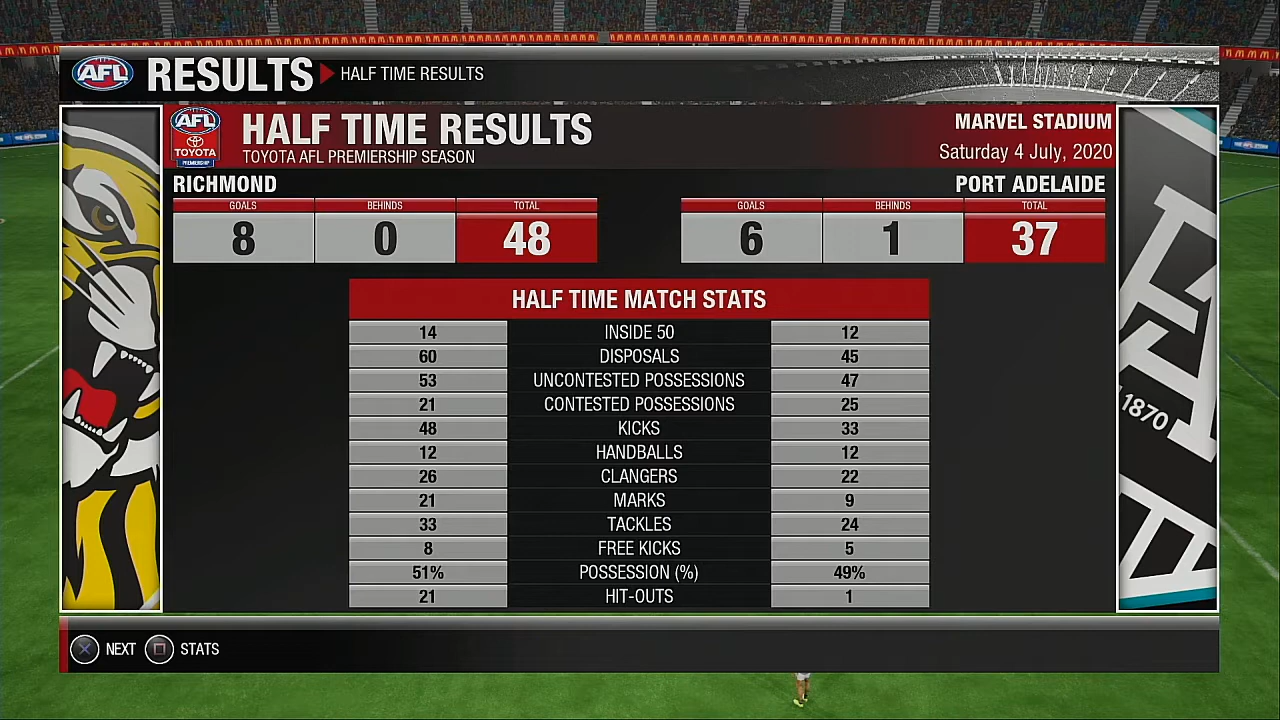 AFL RESULTS HALF TIME RESULTS
AFL TOYOTA PREMIERSHIP
HALF TIME RESULTS
TOYOTA AFL PREMIERSHIP SEASON
MARVEL STADIUM
Saturday 4 July, 2020
RICHMOND
PORT ADELAIDE
GOALS BEHINDS TOTAL GOALS BEHINDS TOTAL
8 0 48 6 1 37
HALF TIME MATCH STATS
14 INSIDE 50 12
60 DISPOSALS 45
53 UNCONTESTED POSSESSIONS 47
21 CONTESTED POSSESSIONS 25
48 KICKS 33
12 HANDBALLS 12
26 CLANGERS 22
21 MARKS 9
33 TACKLES 24
8 FREE KICKS 5
51% POSSESSION (%) 49%
21 HIT-OUTS 1
1870
NEXT STATS